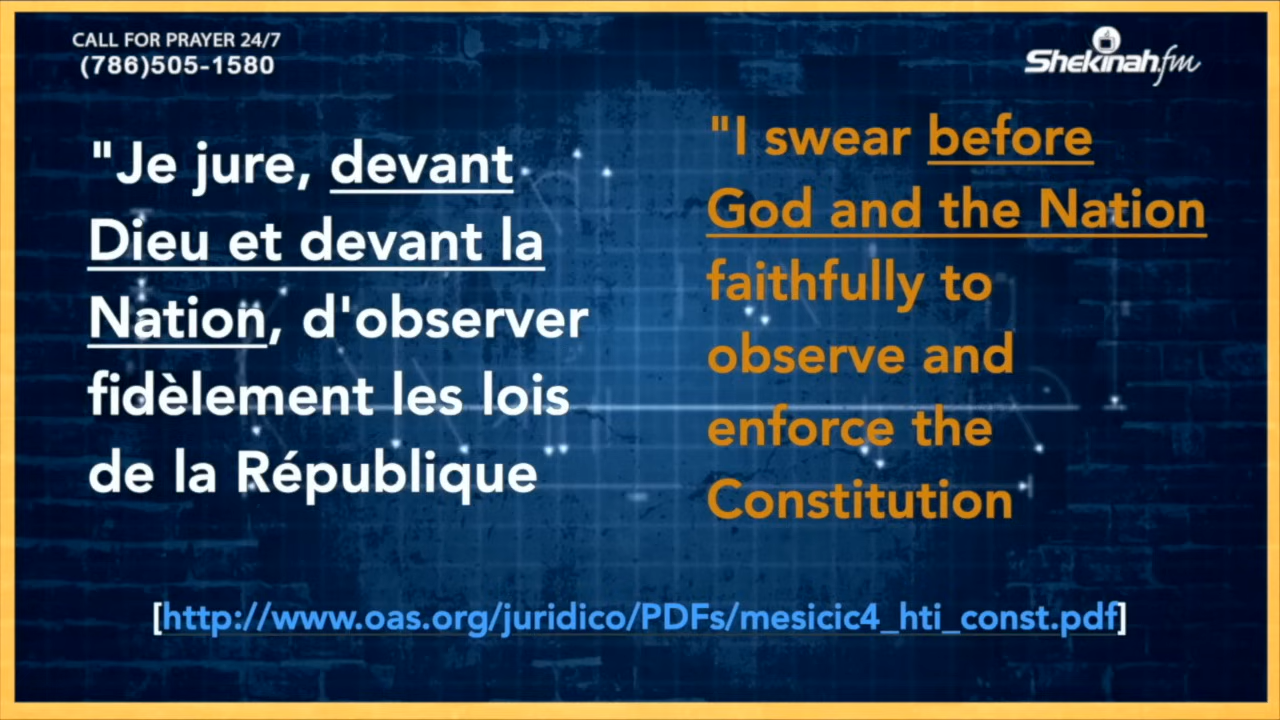 CALL FOR PRAYER 24/7
(786)505-1580
Shekinah.fm
"Je jure, devant
Dieu et devant la
Nation, d'observer
fidèlement les lois
de la République
"I swear before
God and the Nation
faithfully to
observe and
enforce the
Constitution
[http://www.oas.org/juridico/PDFs/mesicic4_hti_const.pdf]